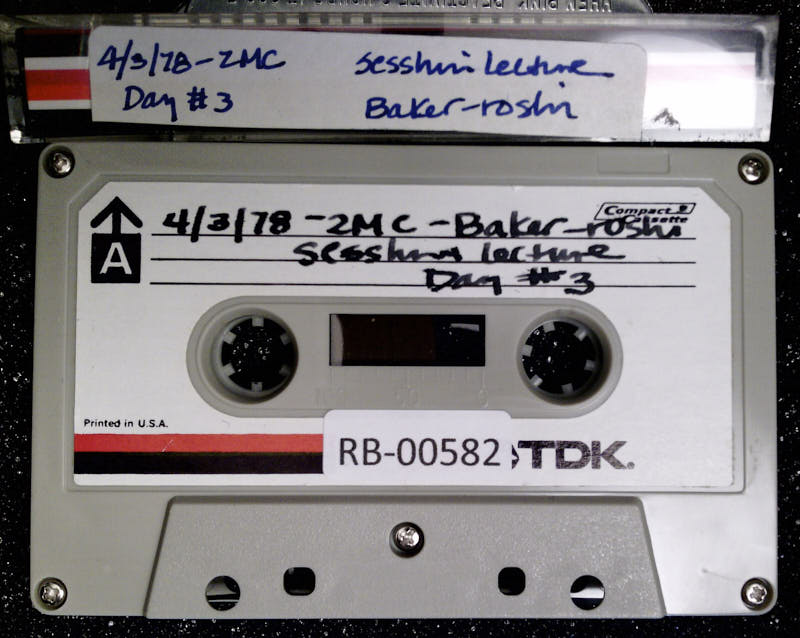 4/3/78-ZMC sesshin lecture
Day #3 Baker-roshi
A
4/3/78-ZMC-Baker-roshi
Compact Cassette
sesshin lecture
Day #3
Printed in U.S.A.
RB-00582
TDK.